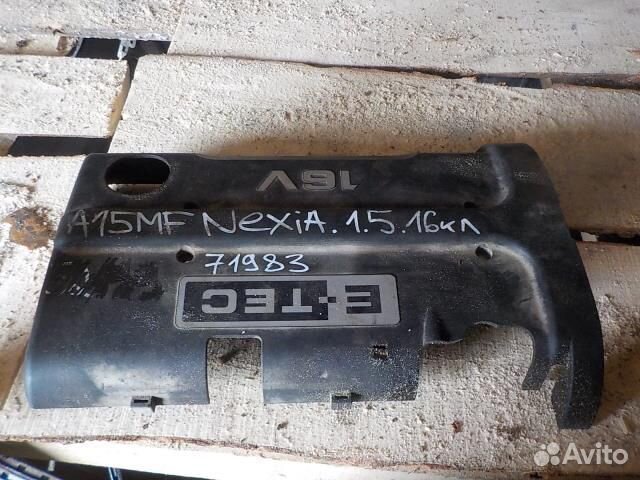 16V
A15MF NexiA. 1.5. 16кл
71983
E-TEC
Avito